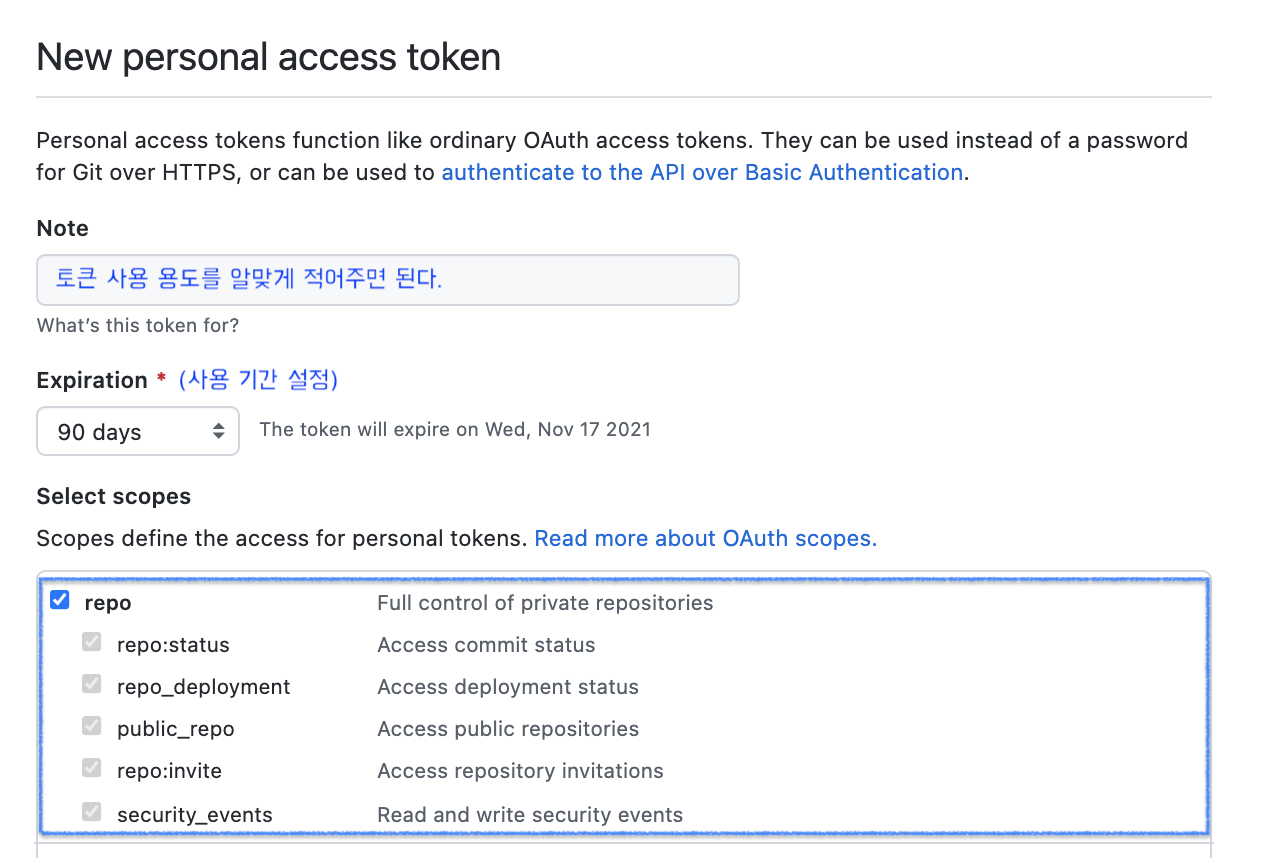 New personal access token
Personal access tokens function like ordinary OAuth access tokens. They can be used instead of a password
for Git over HTTPS, or can be used to authenticate to the API over Basic Authentication.
Note
토큰 사용 용도를 알맞게 적어주면 된다.
What's this token for?
Expiration * (사용 기간 설정)
90 days The token will expire on Wed, Nov 17 2021
Select scopes
Scopes define the access for personal tokens. Read more about OAuth scopes.
repo Full control of private repositories
repo:status Access commit status
repo_deployment Access deployment status
public_repo Access public repositories
repo:invite Access repository invitations
security_events Read and write security events